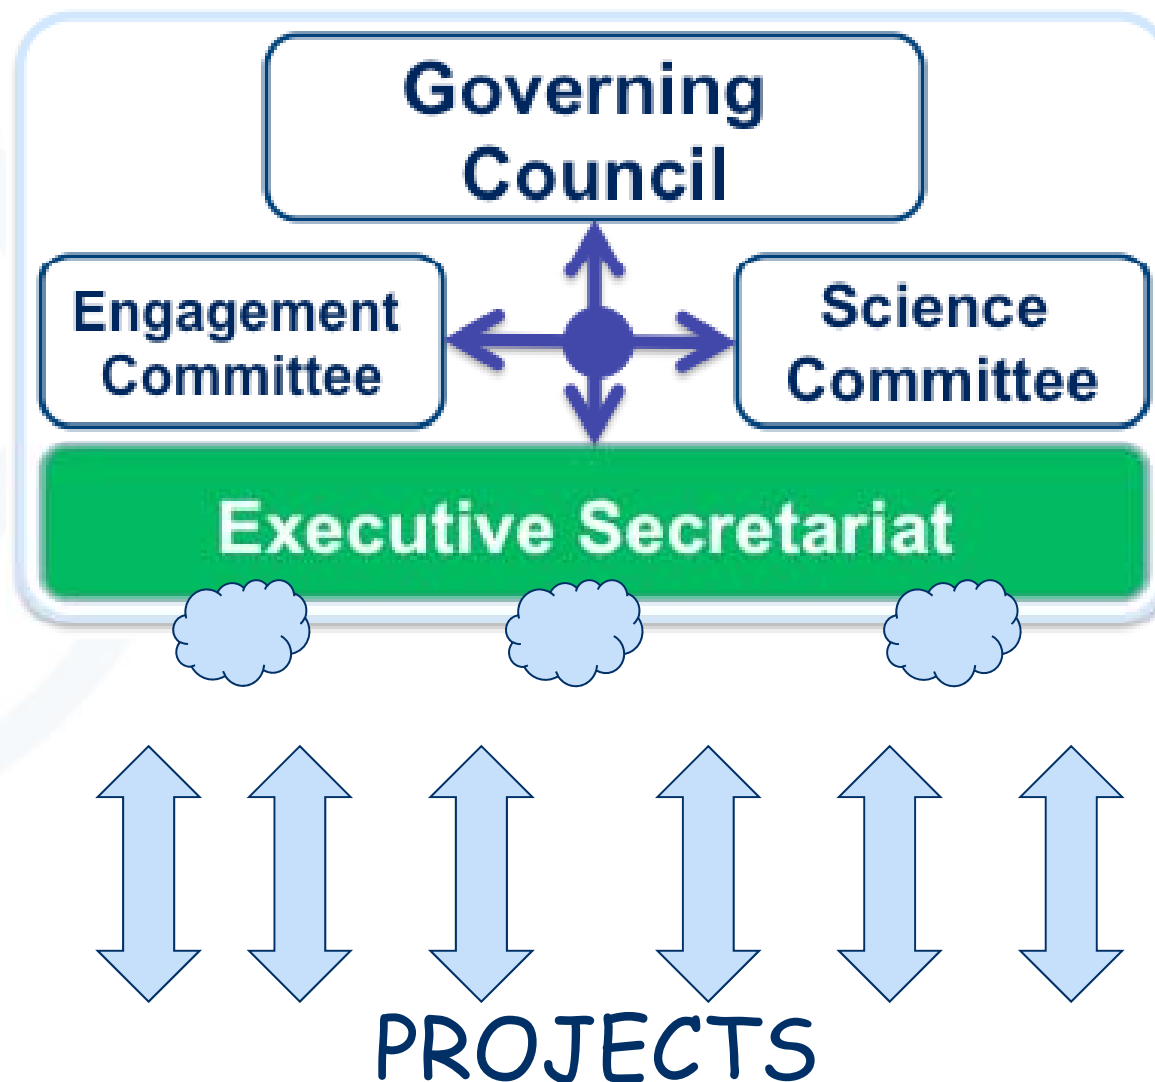 Governing
Council
Engagement
Committee
Science
Committee
Executive Secretariat
PROJECTS